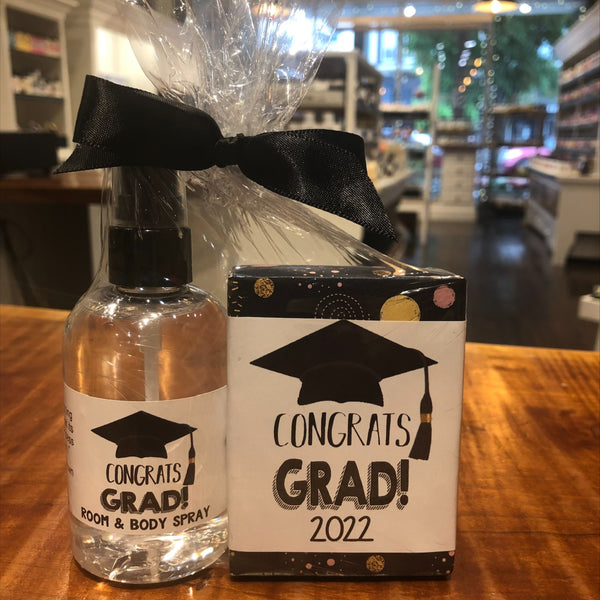 CONGRATS
GRAD!
ROOM & BODY SPRAY
CONGRATS
GRAD!
2022